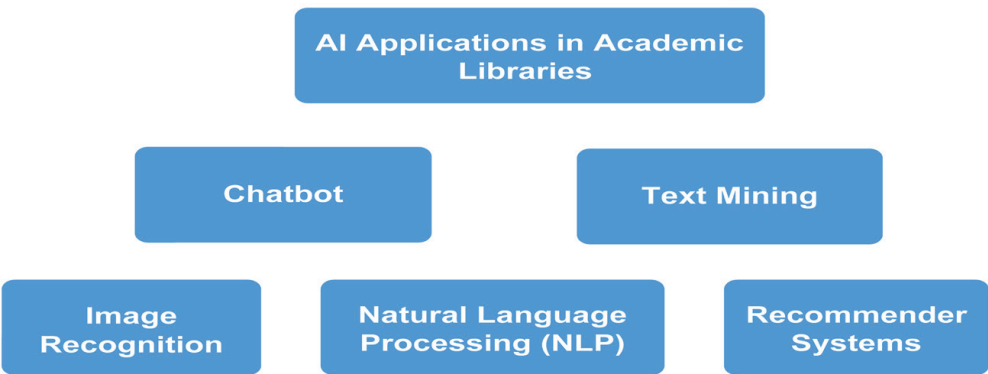 AI Applications in Academic
Libraries
Chatbot
Text Mining
Image
Recognition
Natural Language
Processing (NLP)
Recommender
Systems